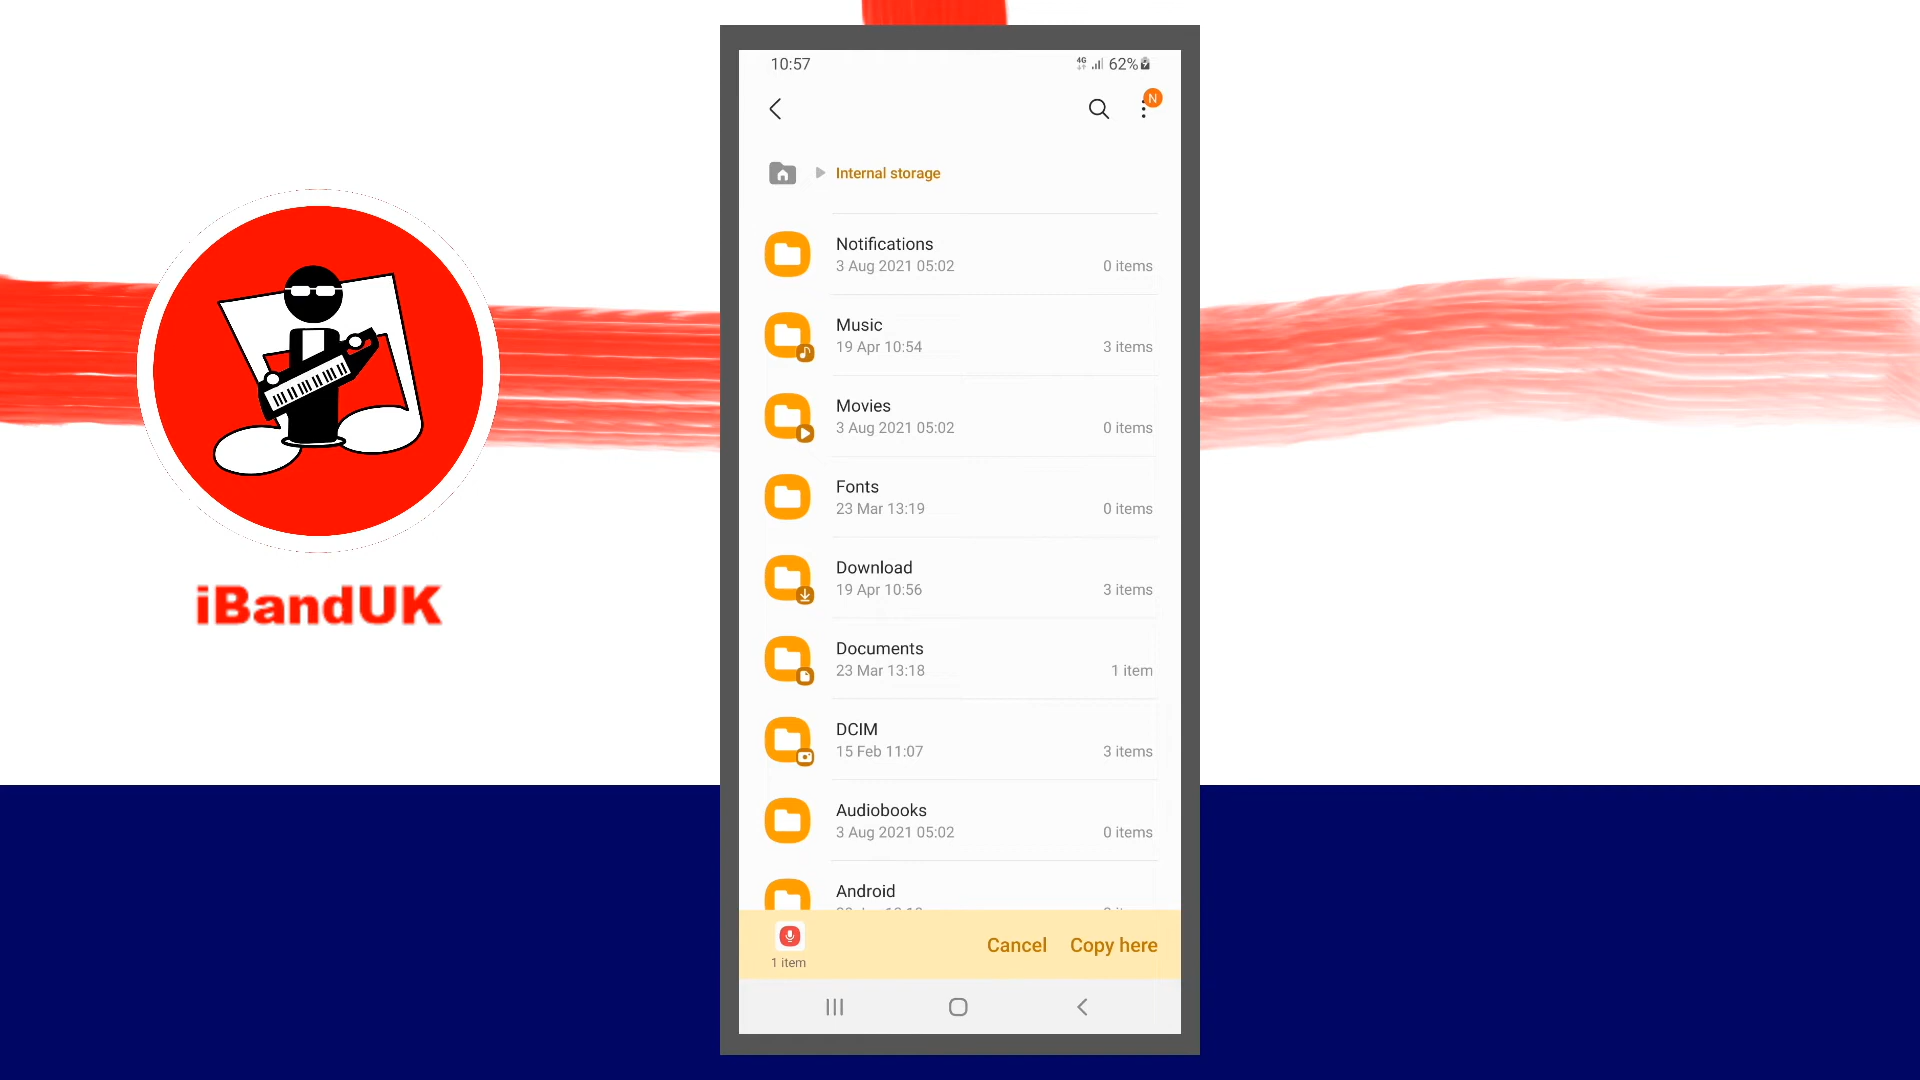 10:57
4G 62%
N
Internal storage
Notifications
3 Aug 2021 05:02
0 items
Music
19 Apr 10:54
3 items
Movies
3 Aug 2021 05:02
0 items
Fonts
23 Mar 13:19
0 items
Download
19 Apr 10:56
3 items
Documents
23 Mar 13:18
1 item
DCIM
15 Feb 11:07
3 items
Audiobooks
3 Aug 2021 05:02
0 items
Android
1 item
Cancel
Copy here
iBandUK